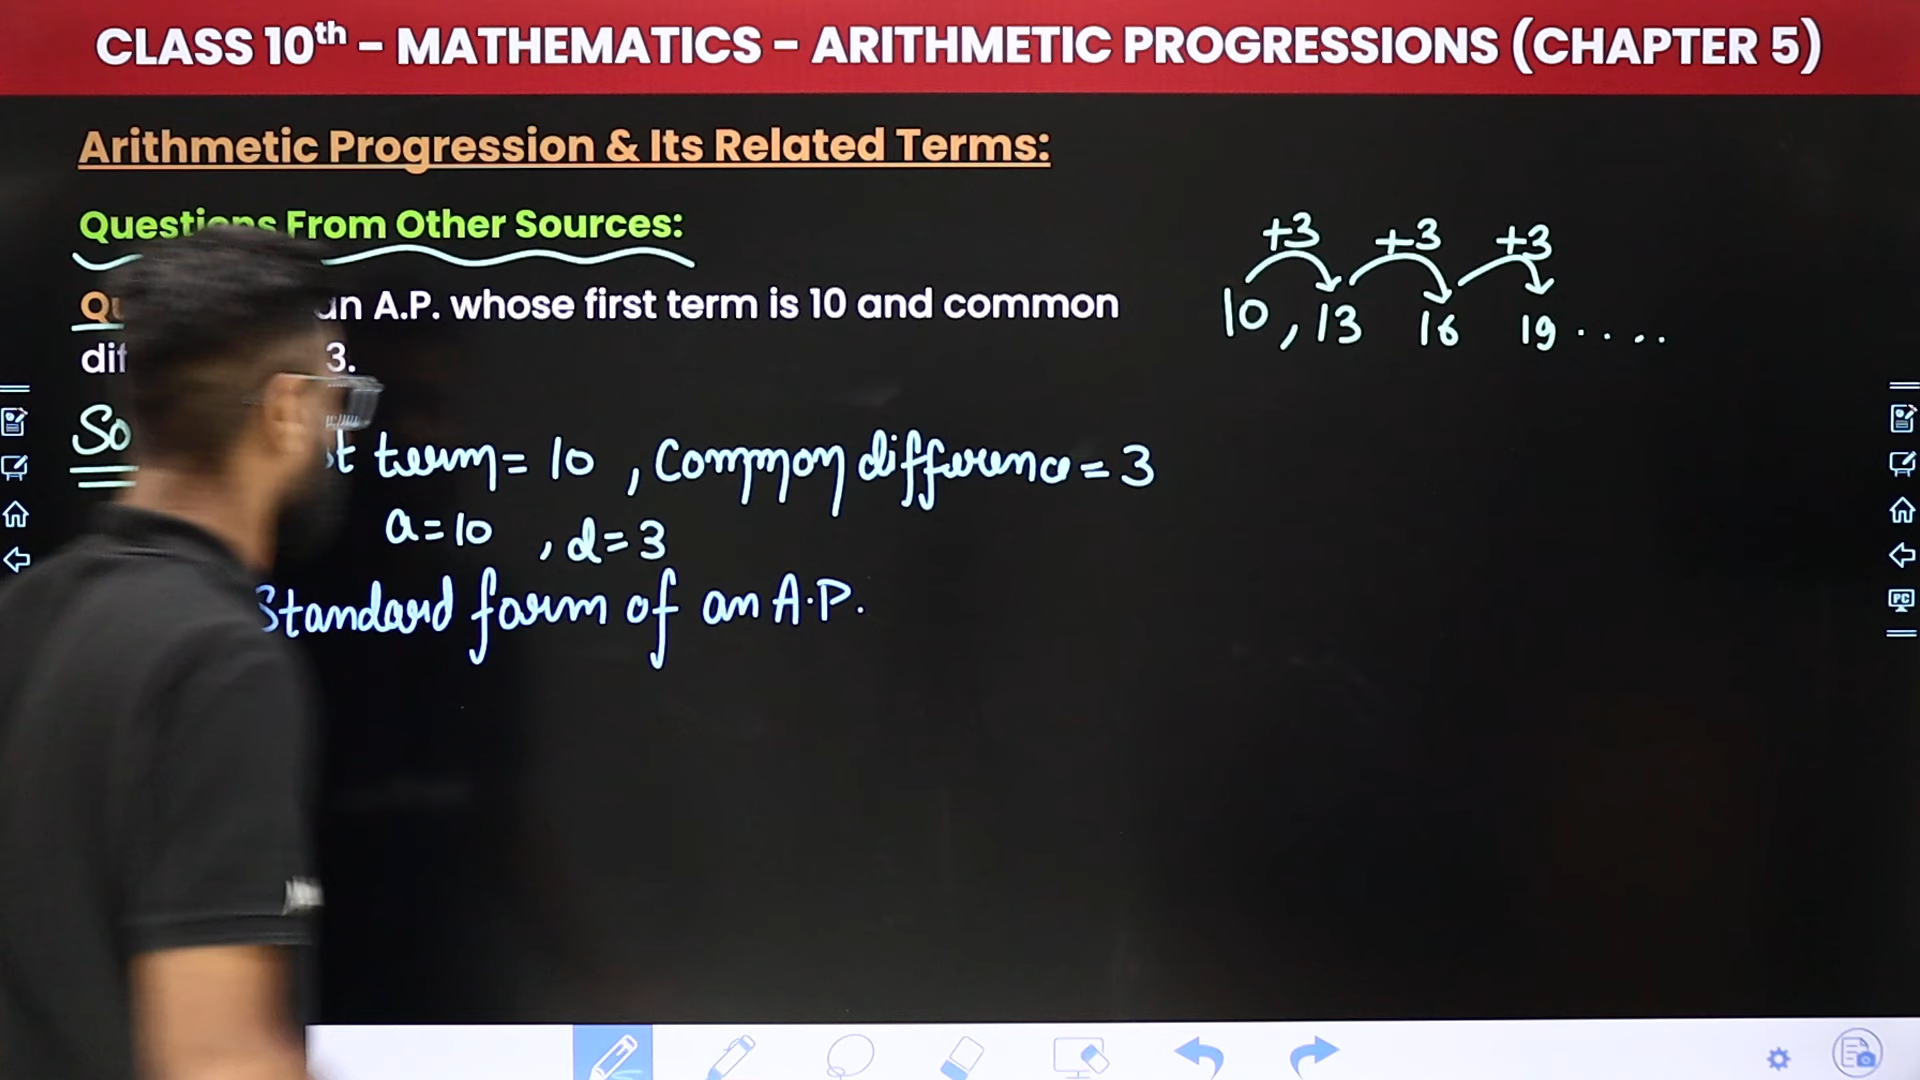 CLASS 10th - MATHEMATICS - ARITHMETIC PROGRESSIONS (CHAPTER 5)
Arithmetic Progression & Its Related Terms:
Questions From Other Sources:
an A.P. whose first term is 10 and common
3.
+3 +3 +3
10, 13 16 19 . . . .
term = 10, Common difference = 3
a = 10, d = 3
Standard form of an A.P.
PC